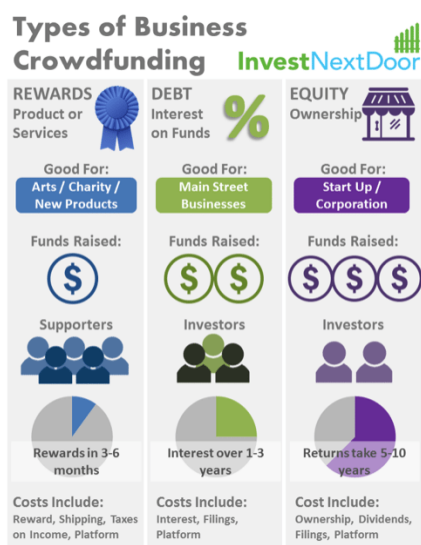 Types of Business
Crowdfunding
InvestNextDoor
REWARDS
Product or
Services
Good For:
Arts / Charity /
New Products
Funds Raised:
$
Supporters
Rewards in 3-6
months
Costs Include:
Reward, Shipping, Taxes
on Income, Platform
DEBT
Interest
on Funds
%
Good For:
Main Street
Businesses
Funds Raised:
$ $
Investors
Interest over 1-3
years
Costs Include:
Interest, Filings,
Platform
EQUITY
Ownership
Good For:
Start Up /
Corporation
Funds Raised:
$ $ $
Investors
Returns take 5-10
years
Cost Include:
Ownership, Dividends,
Filings, Platform